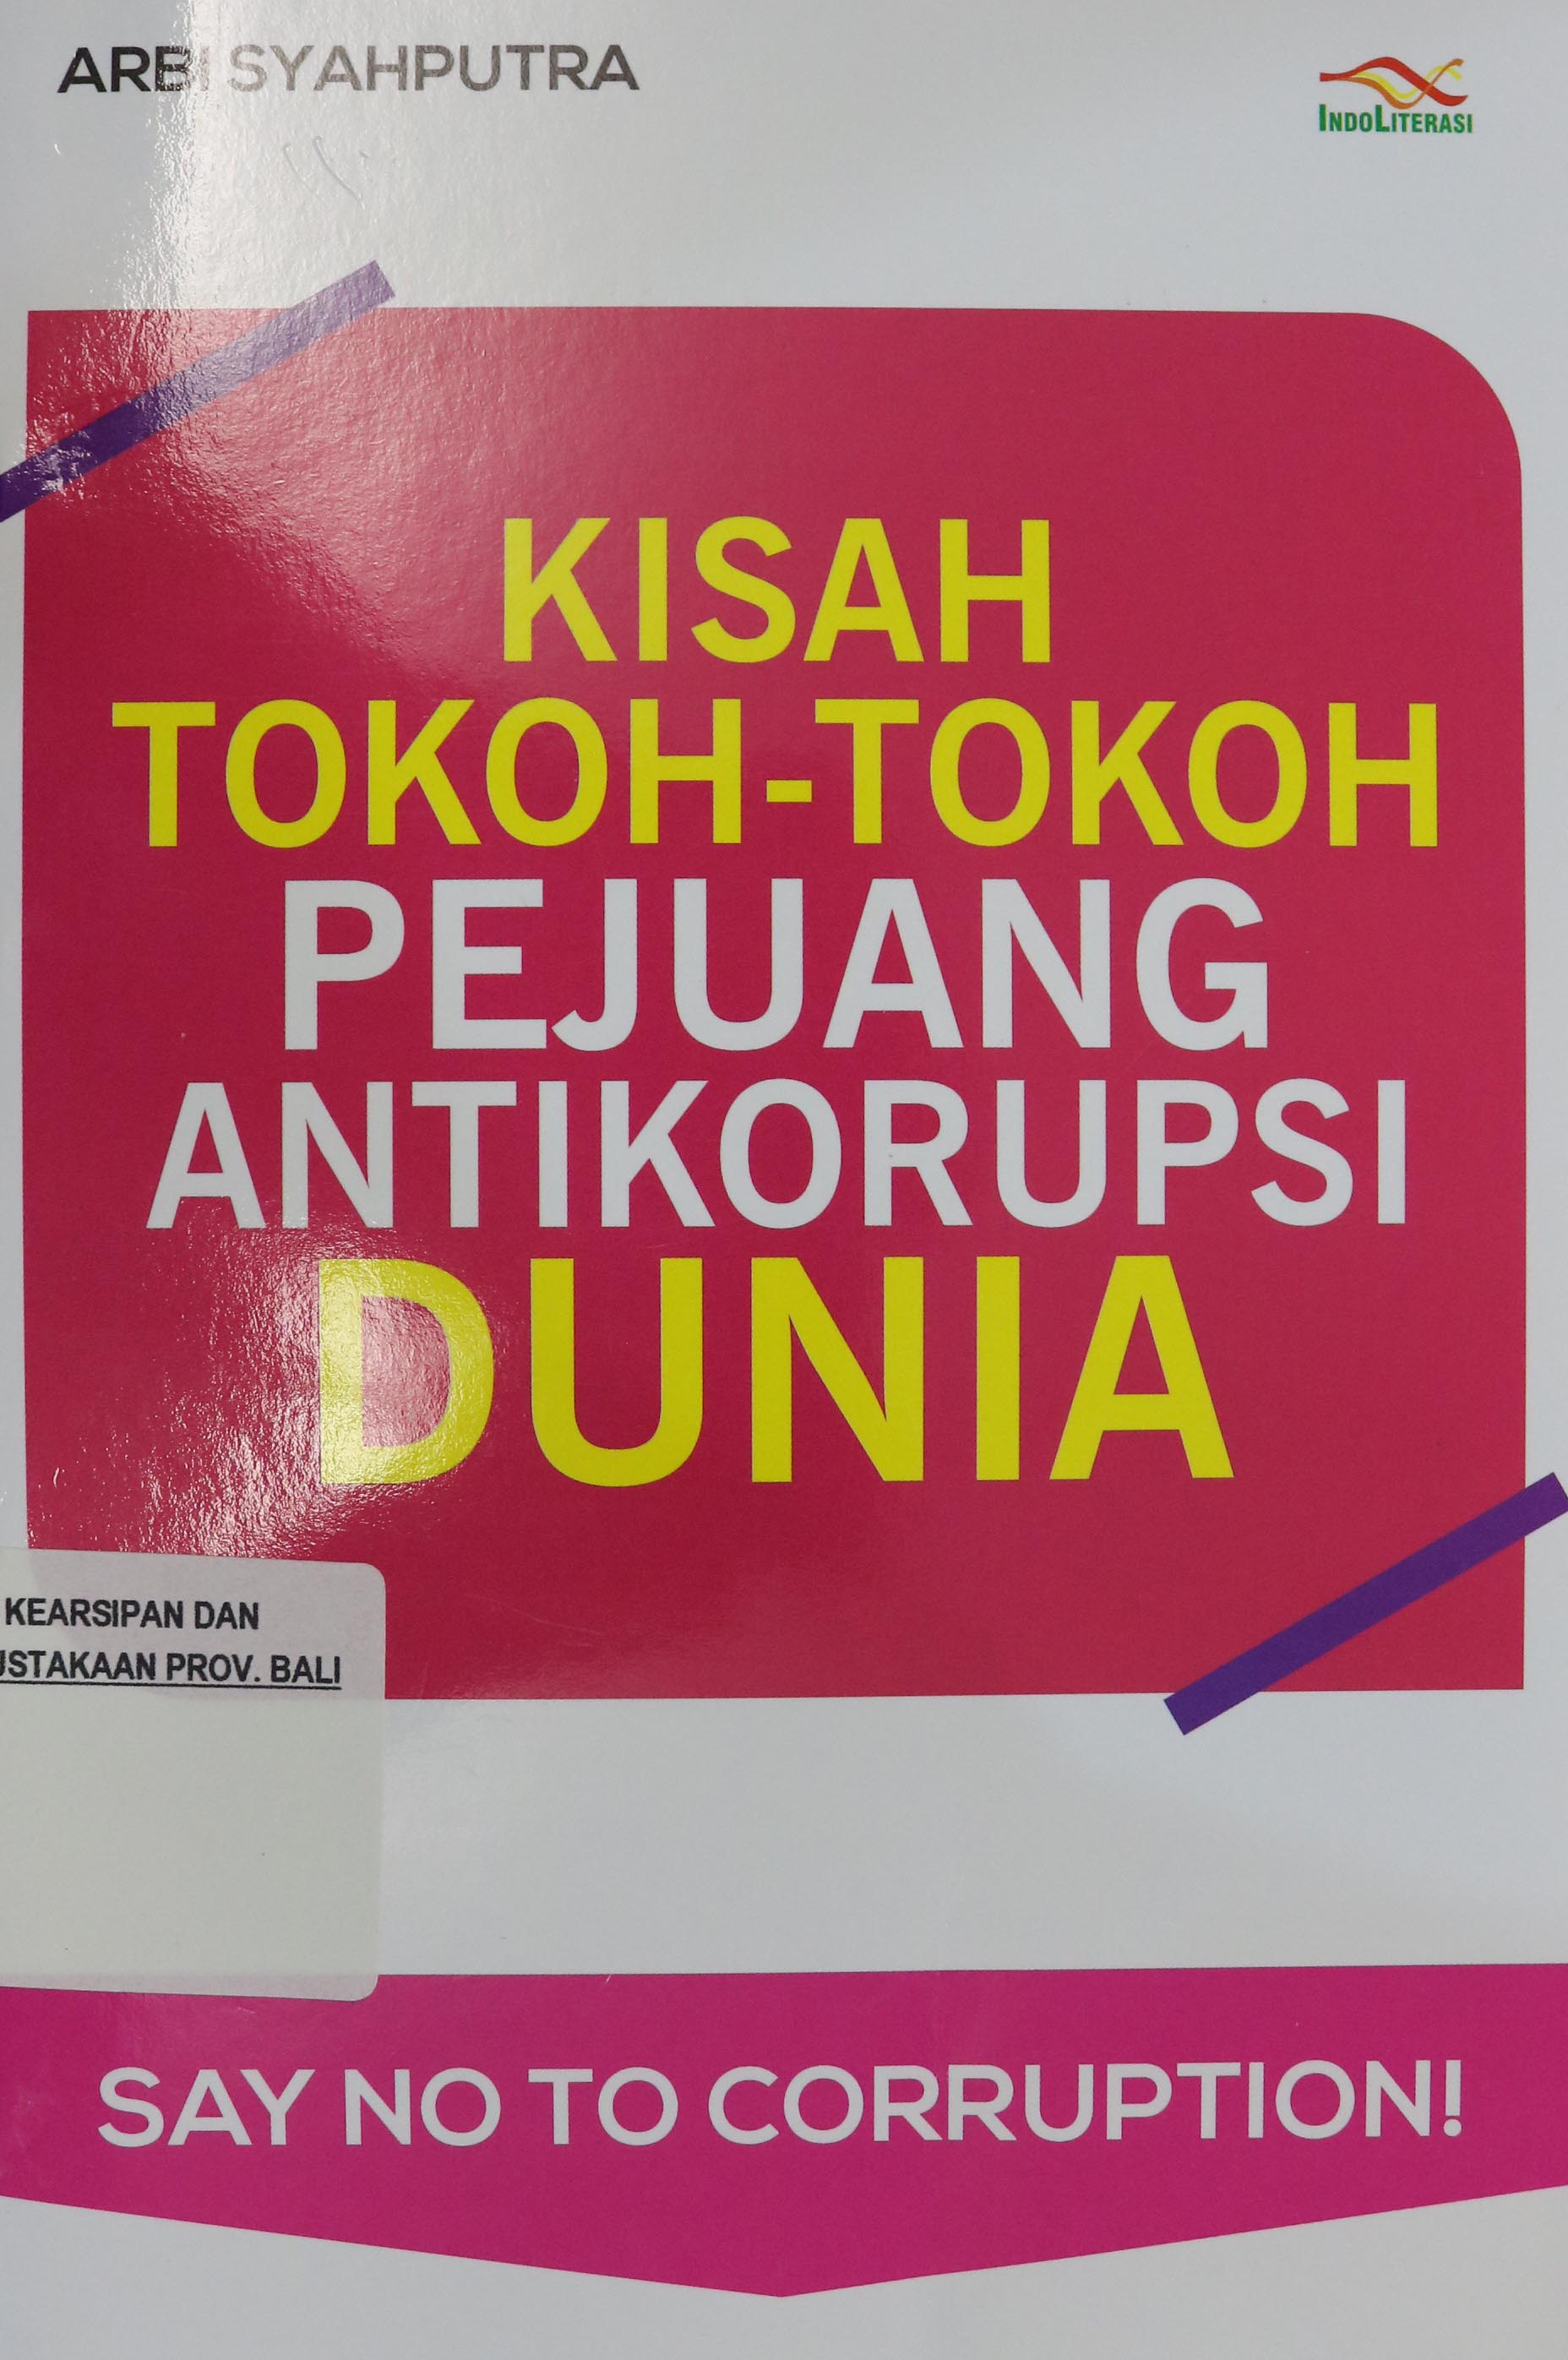 ARBI SYAHPUTRA
INDOLITERASI
KISAH
TOKOH-TOKOH
PEJUANG
ANTIKORUPSI
DUNIA
KEARSIPAN DAN
USTAKAAN PROV. BALI
SAY NO TO CORRUPTION!